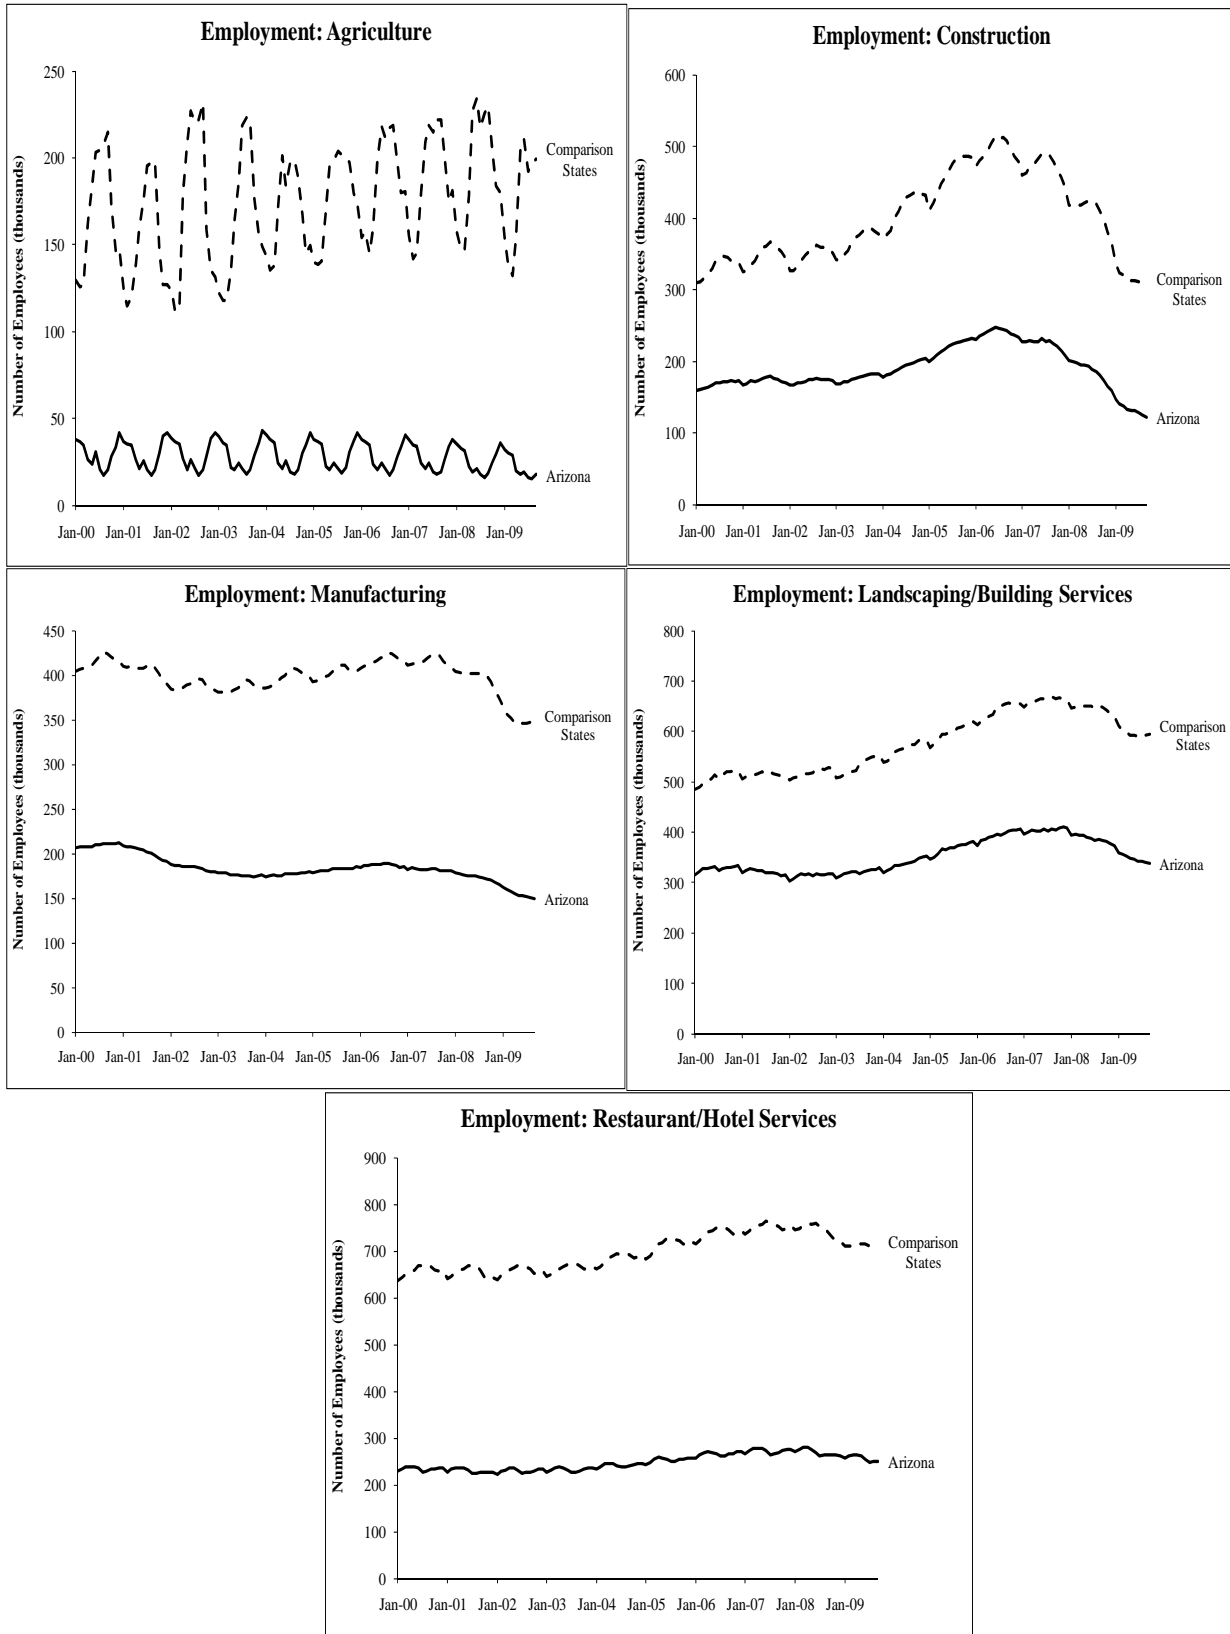 Employment: Agriculture
Number of Employees (thousands)
250
200
150
100
50
0
Comparison
States
Arizona
Jan-00 Jan-01 Jan-02 Jan-03 Jan-04 Jan-05 Jan-06 Jan-07 Jan-08 Jan-09
Employment: Construction
Number of Employees (thousands)
600
500
400
300
200
100
0
Comparison
States
Arizona
Jan-00 Jan-01 Jan-02 Jan-03 Jan-04 Jan-05 Jan-06 Jan-07 Jan-08 Jan-09
Employment: Manufacturing
Number of Employees (thousands)
450
400
350
300
250
200
150
100
50
0
Comparison
States
Arizona
Jan-00 Jan-01 Jan-02 Jan-03 Jan-04 Jan-05 Jan-06 Jan-07 Jan-08 Jan-09
Employment: Landscaping/Building Services
Number of Employees (thousands)
800
700
600
500
400
300
200
100
0
Comparison
States
Arizona
Jan-00 Jan-01 Jan-02 Jan-03 Jan-04 Jan-05 Jan-06 Jan-07 Jan-08 Jan-09
Employment: Restaurant/Hotel Services
Number of Employees (thousands)
900
800
700
600
500
400
300
200
100
0
Comparison
States
Arizona
Jan-00 Jan-01 Jan-02 Jan-03 Jan-04 Jan-05 Jan-06 Jan-07 Jan-08 Jan-09